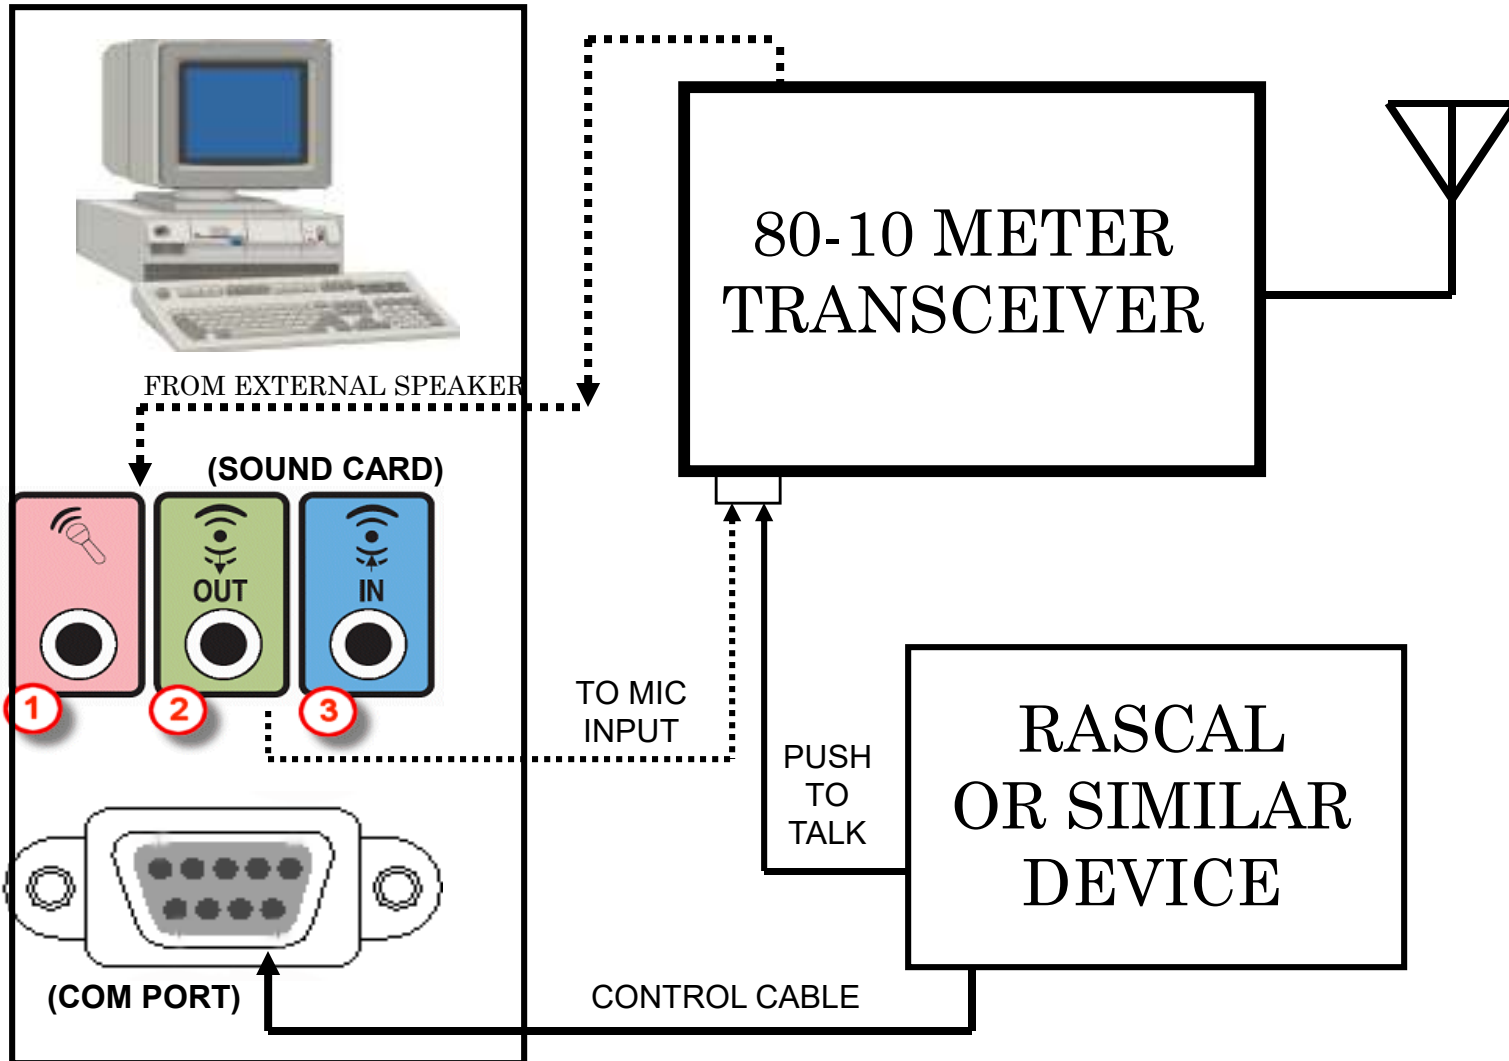 80-10 METER
TRANSCEIVER
FROM EXTERNAL SPEAKER
(SOUND CARD)
OUT
IN
1
2
3
TO MIC
INPUT
PUSH
TO
TALK
RASCAL
OR SIMILAR
DEVICE
(COM PORT)
CONTROL CABLE